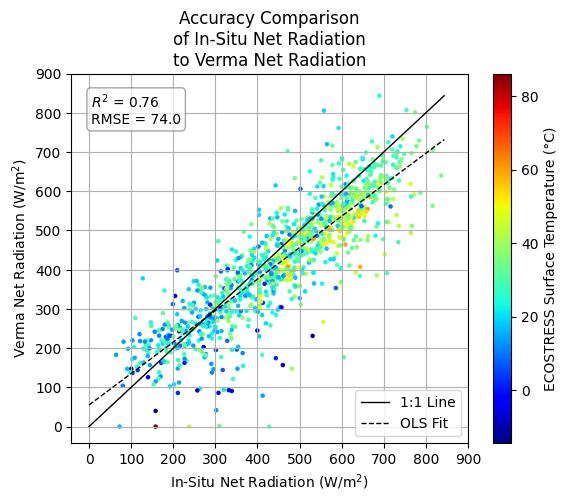 Accuracy Comparison
of In-Situ Net Radiation
to Verma Net Radiation
R² = 0.76
RMSE = 74.0
Verma Net Radiation (W/m²)
900
800
700
600
500
400
300
200
100
0
0 100 200 300 400 500 600 700 800 900
In-Situ Net Radiation (W/m²)
1:1 Line
OLS Fit
80
60
40
20
0
ECOSTRESS Surface Temperature (°C)